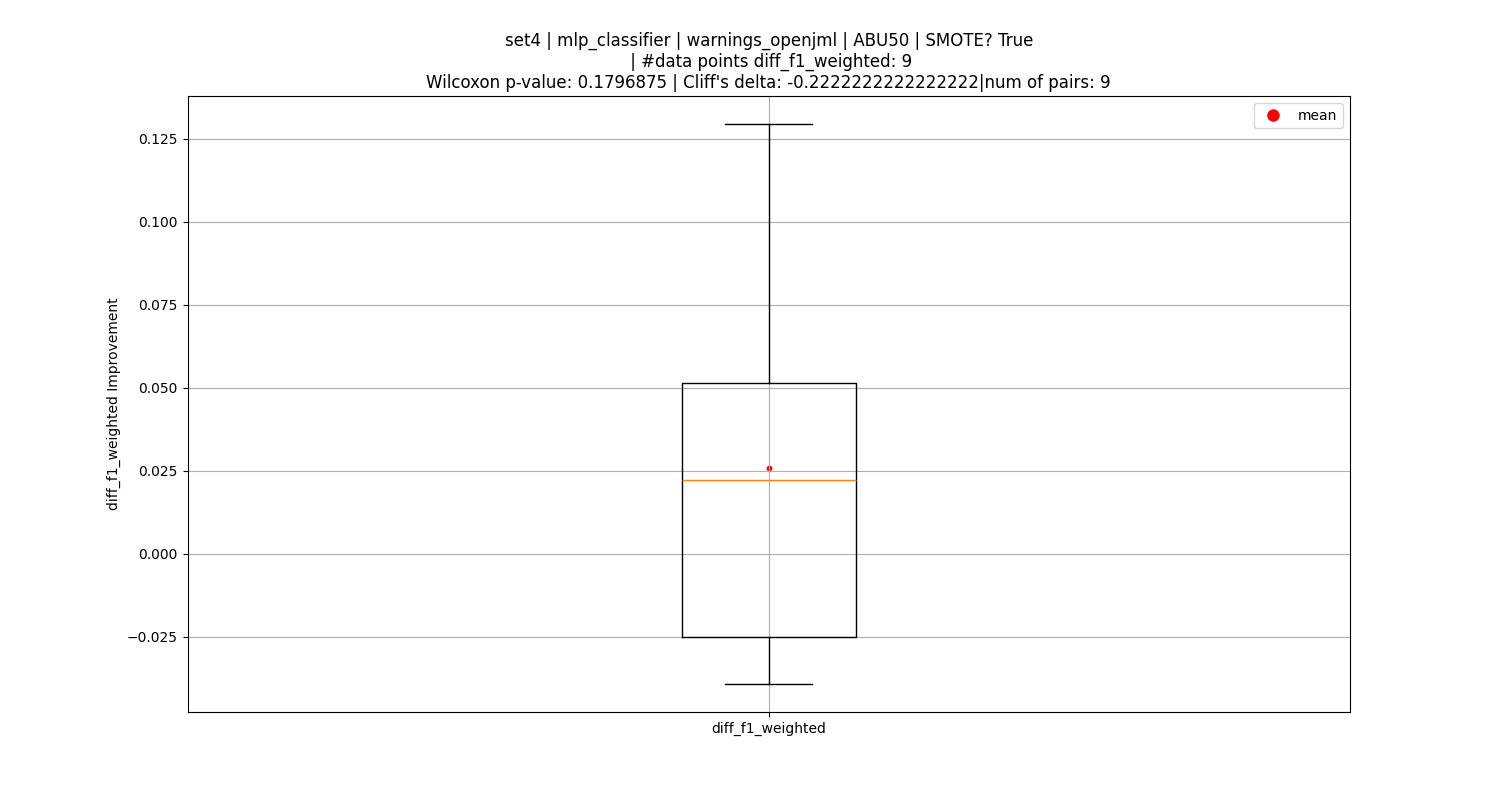 set4 | mlp_classifier | warnings_openjml | ABU50 | SMOTE? True
| #data points diff_f1_weighted: 9
Wilcoxon p-value: 0.1796875 | Cliff's delta: -0.2222222222222222|num of pairs: 9
mean
0.125
0.100
0.075
0.050
0.025
0.000
−0.025
diff_f1_weighted Improvement
diff_f1_weighted